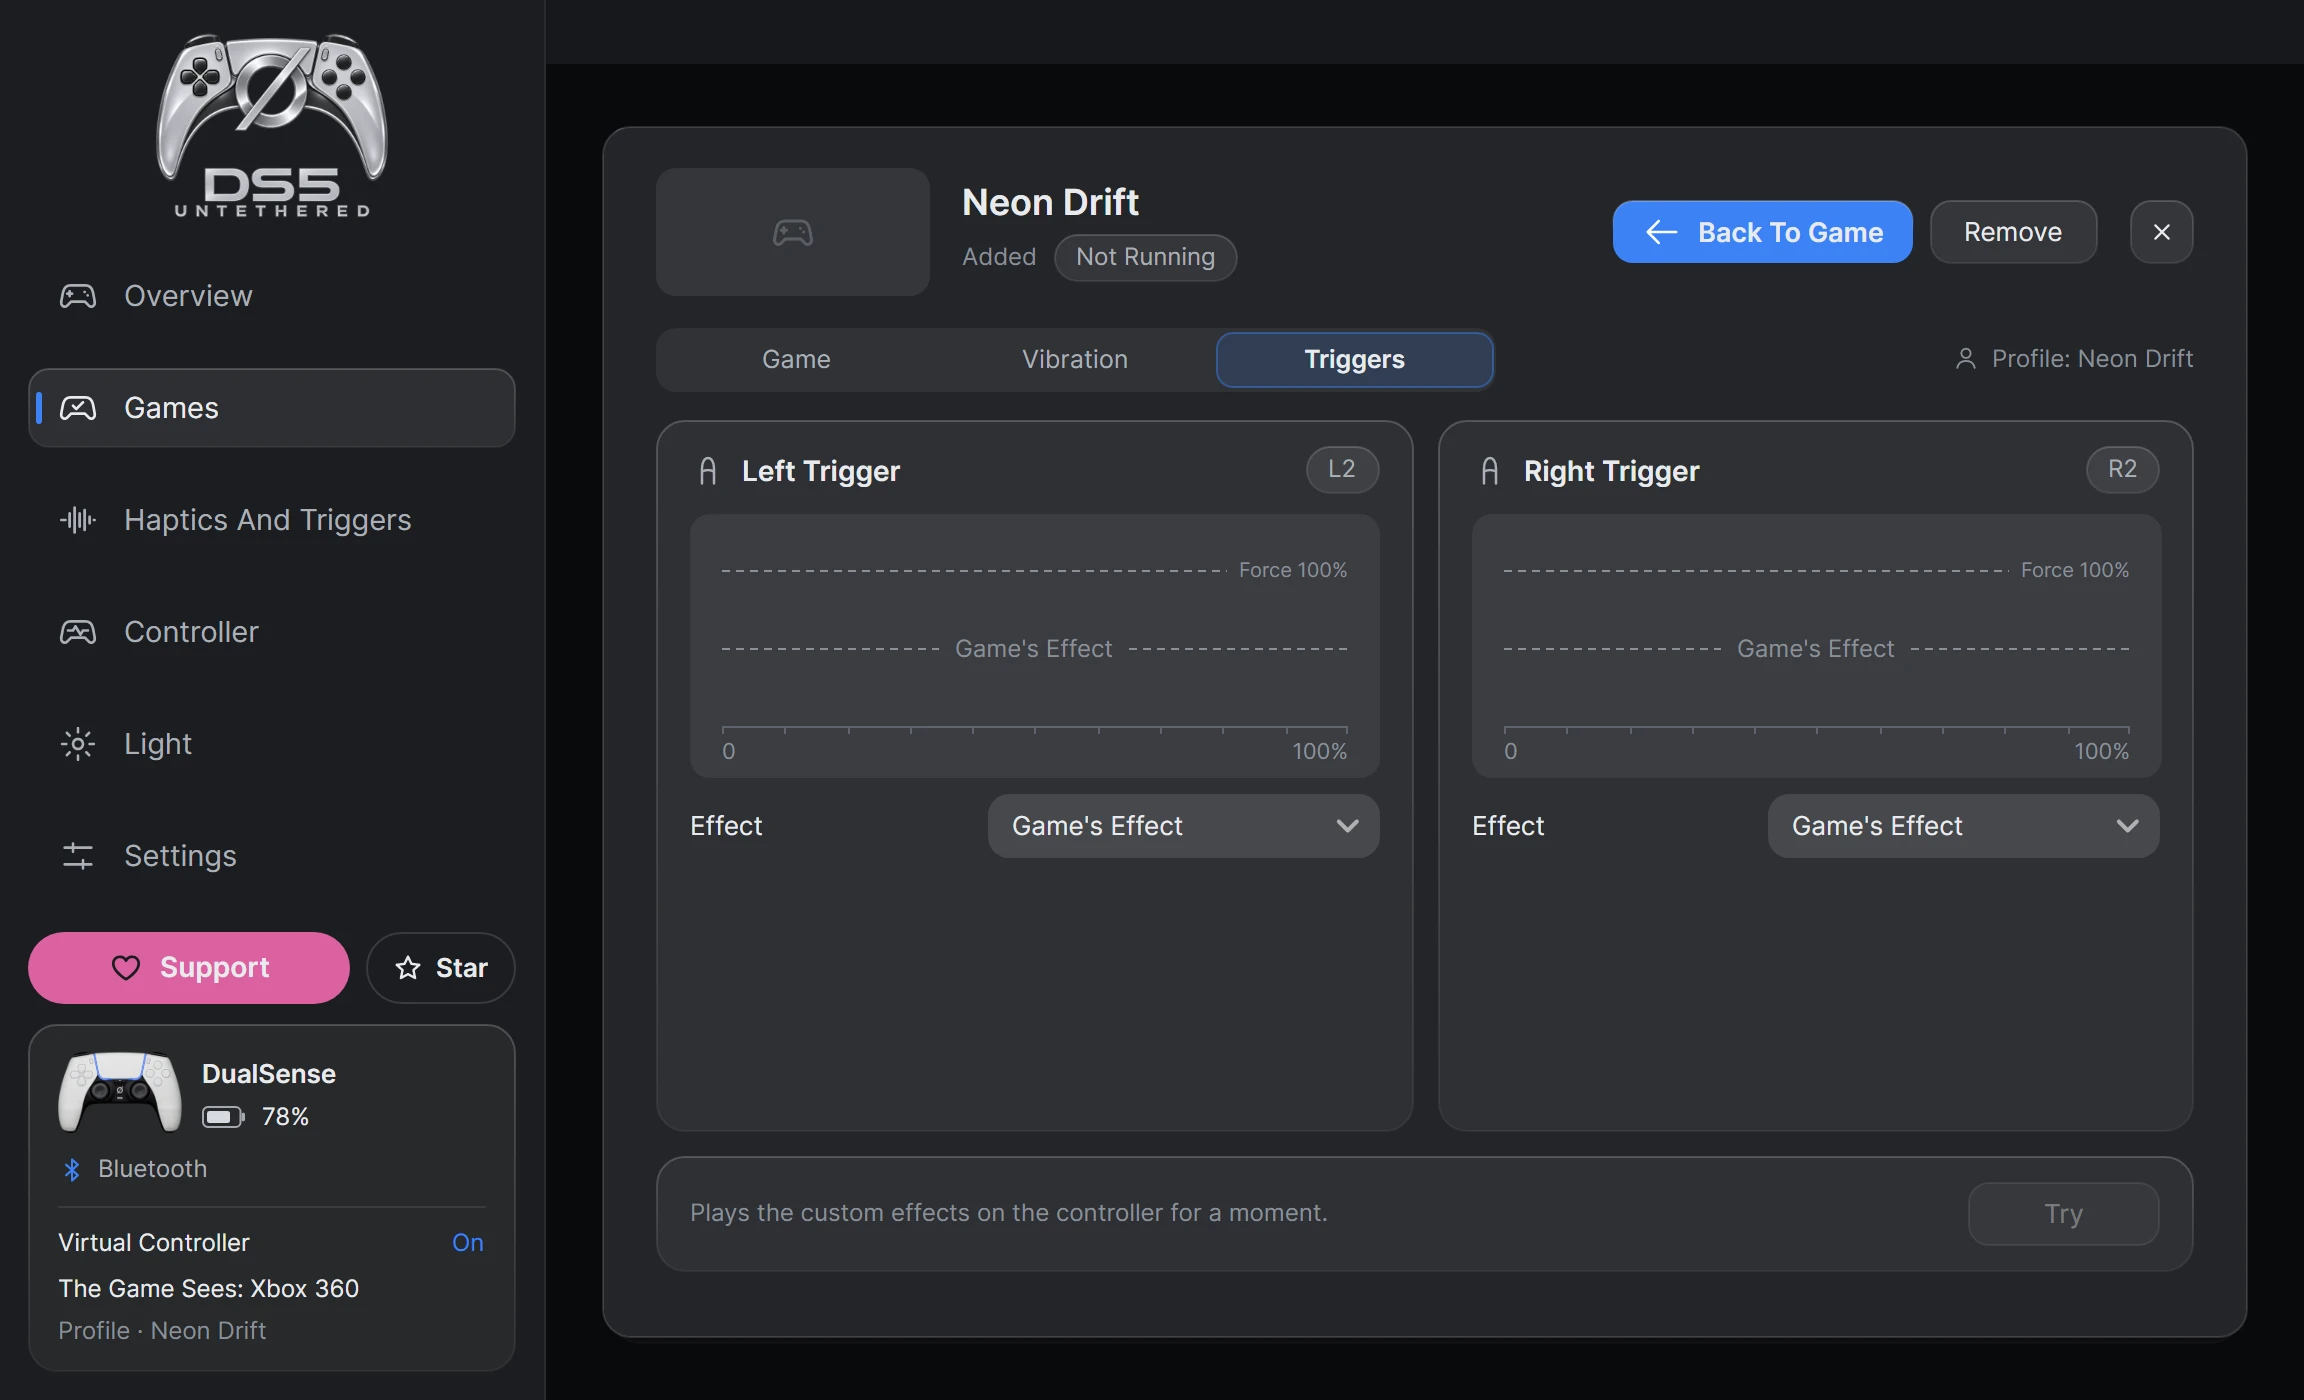 DS5
UNTETHERED
Overview
Games
Haptics And Triggers
Controller
Light
Settings
Support
Star
DualSense
78%
Bluetooth
Virtual Controller On
The Game Sees: Xbox 360
Profile · Neon Drift
Neon Drift
Added Not Running
Back To Game
Remove
Game Vibration Triggers
Profile: Neon Drift
Left Trigger L2
Force 100%
Game's Effect
0 100%
Effect Game's Effect
Right Trigger R2
Force 100%
Game's Effect
0 100%
Effect Game's Effect
Plays the custom effects on the controller for a moment.
Try